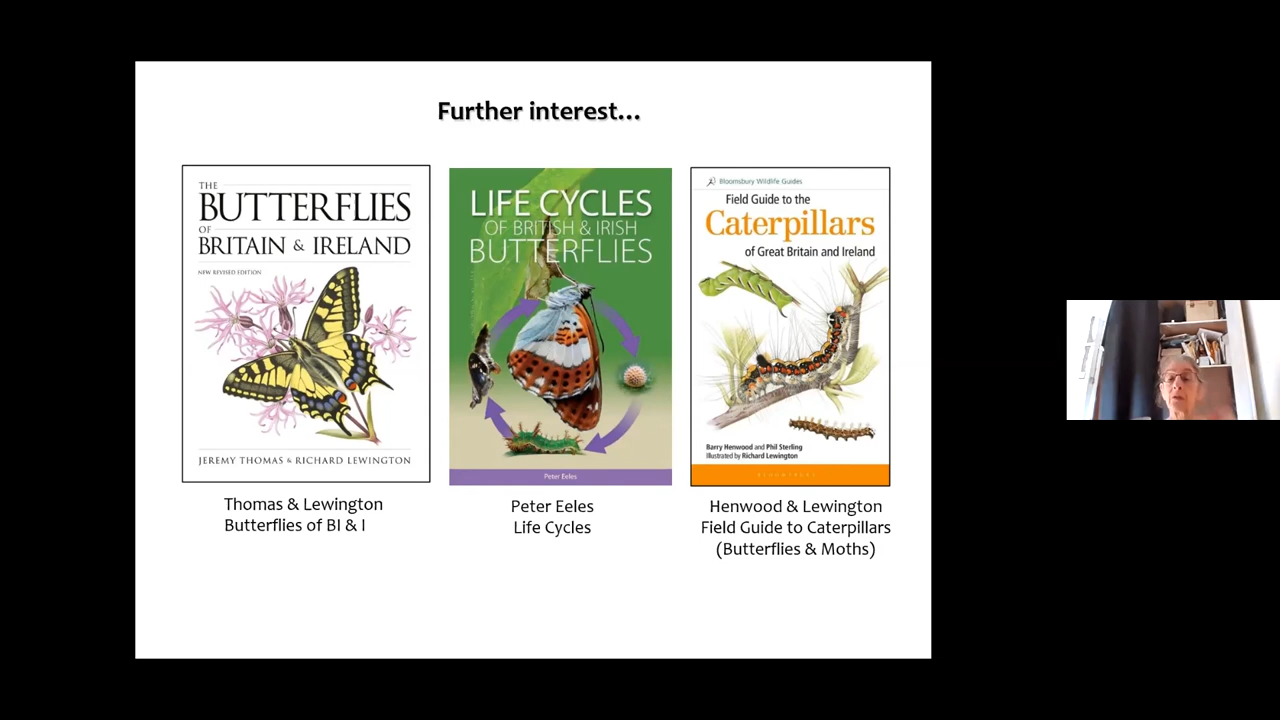 Further interest...
THE
BUTTERFLIES
OF
BRITAIN & IRELAND
NEW REVISED EDITION
JEREMY THOMAS & RICHARD LEWINGTON
Thomas & Lewington
Butterflies of BI & I
LIFE CYCLES
OF BRITISH & IRISH
BUTTERFLIES
Peter Eeles
Peter Eeles
Life Cycles
Bloomsbury Wildlife Guides
Field Guide to the
Caterpillars
of Great Britain and Ireland
Barry Henwood and Phil Sterling
Illustrated by Richard Lewington
BLOOMSBURY
Henwood & Lewington
Field Guide to Caterpillars
(Butterflies & Moths)